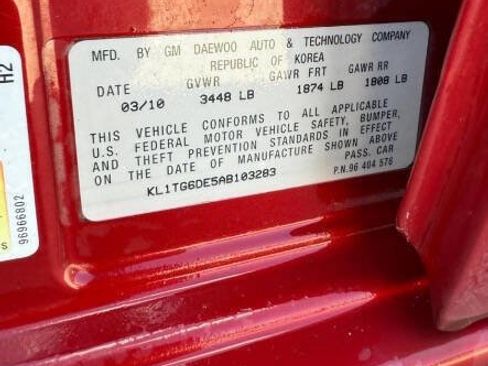 MFD. BY GM DAEWOO AUTO & TECHNOLOGY COMPANY
REPUBLIC OF KOREA
DATE GVWR GAWR FRT GAWR RR
03/10 3448 LB 1874 LB 1808 LB
THIS VEHICLE CONFORMS TO ALL APPLICABLE
U.S. FEDERAL MOTOR VEHICLE SAFETY, BUMPER,
AND THEFT PREVENTION STANDARDS IN EFFECT
ON THE DATE OF MANUFACTURE SHOWN ABOVE
PASS. CAR
KL1TG6DE5AB103283
P.N.96 404 576
H2
96966802